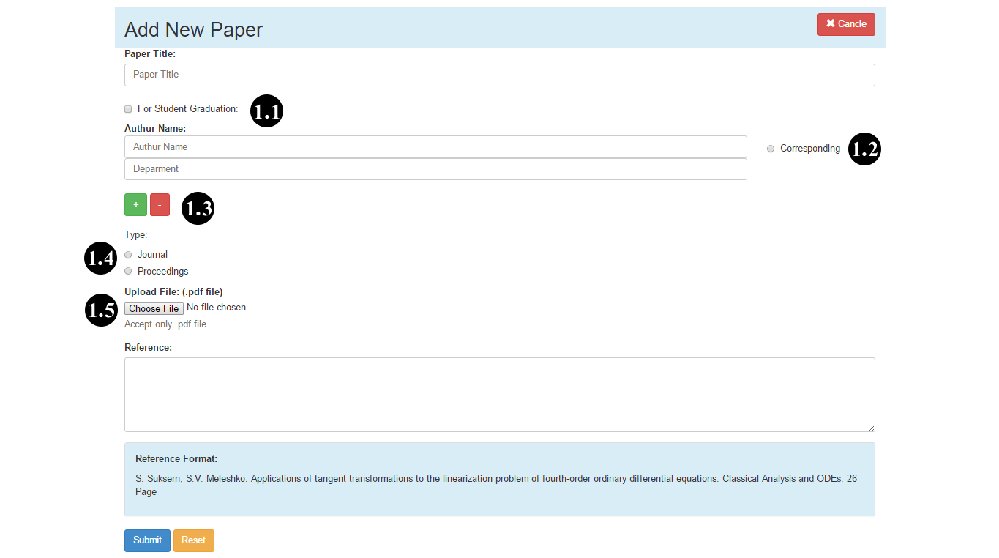 Add New Paper
✖ Cancle
Paper Title:
Paper Title
For Student Graduation:
1.1
Authur Name:
Authur Name
Corresponding
1.2
Deparment
+ -
1.3
Type:
1.4
Journal
Proceedings
Upload File: (.pdf file)
1.5
Choose File No file chosen
Accept only .pdf file
Reference:
Reference Format:
S. Suksern, S.V. Meleshko. Applications of tangent transformations to the linearization problem of fourth-order ordinary differential equations. Classical Analysis and ODEs. 26
Page
Submit Reset